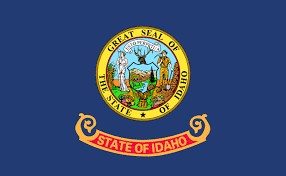 GREAT SEAL OF
THE STATE OF IDAHO
STATE OF IDAHO